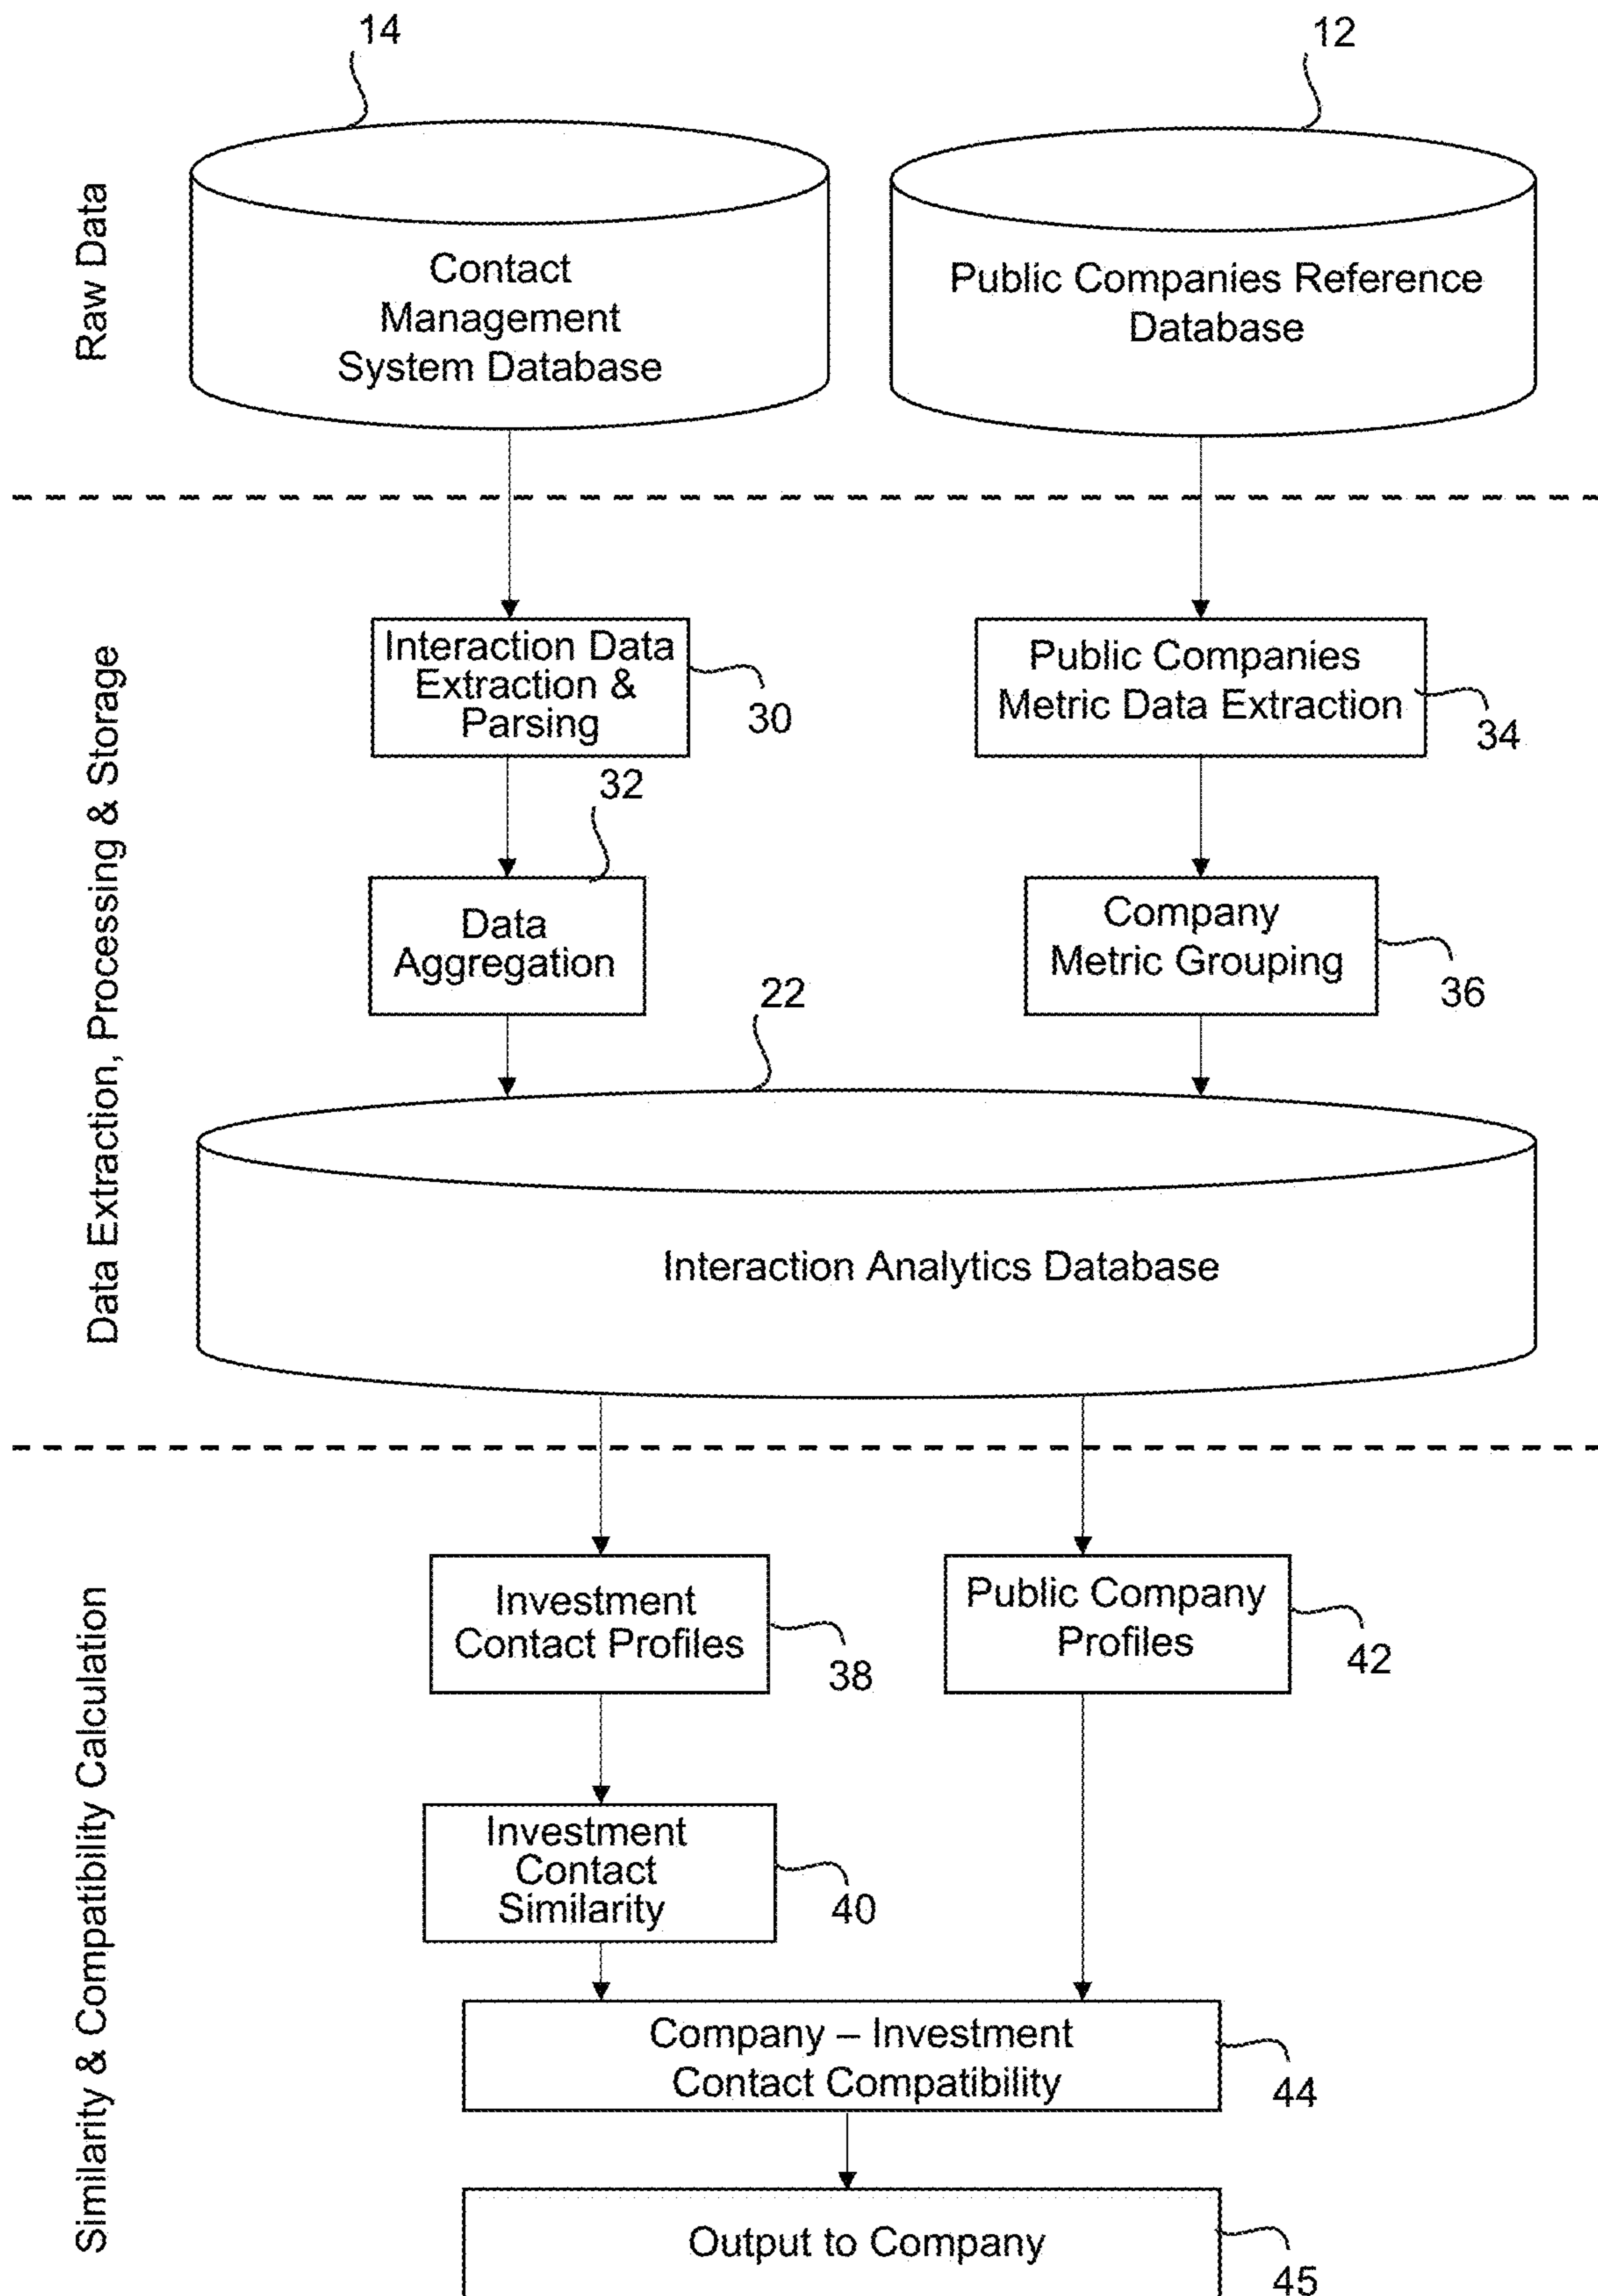 14
12
Raw Data
Contact
Management
System Database
Public Companies Reference
Database
Data Extraction, Processing & Storage
Interaction Data
Extraction &
Parsing
30
Public Companies
Metric Data Extraction
34
32
Data
Aggregation
Company
Metric Grouping
36
22
Interaction Analytics Database
Similarity & Compatibility Calculation
Investment
Contact Profiles
38
Public Company
Profiles
42
Investment
Contact
Similarity
40
Company – Investment
Contact Compatibility
44
Output to Company
45